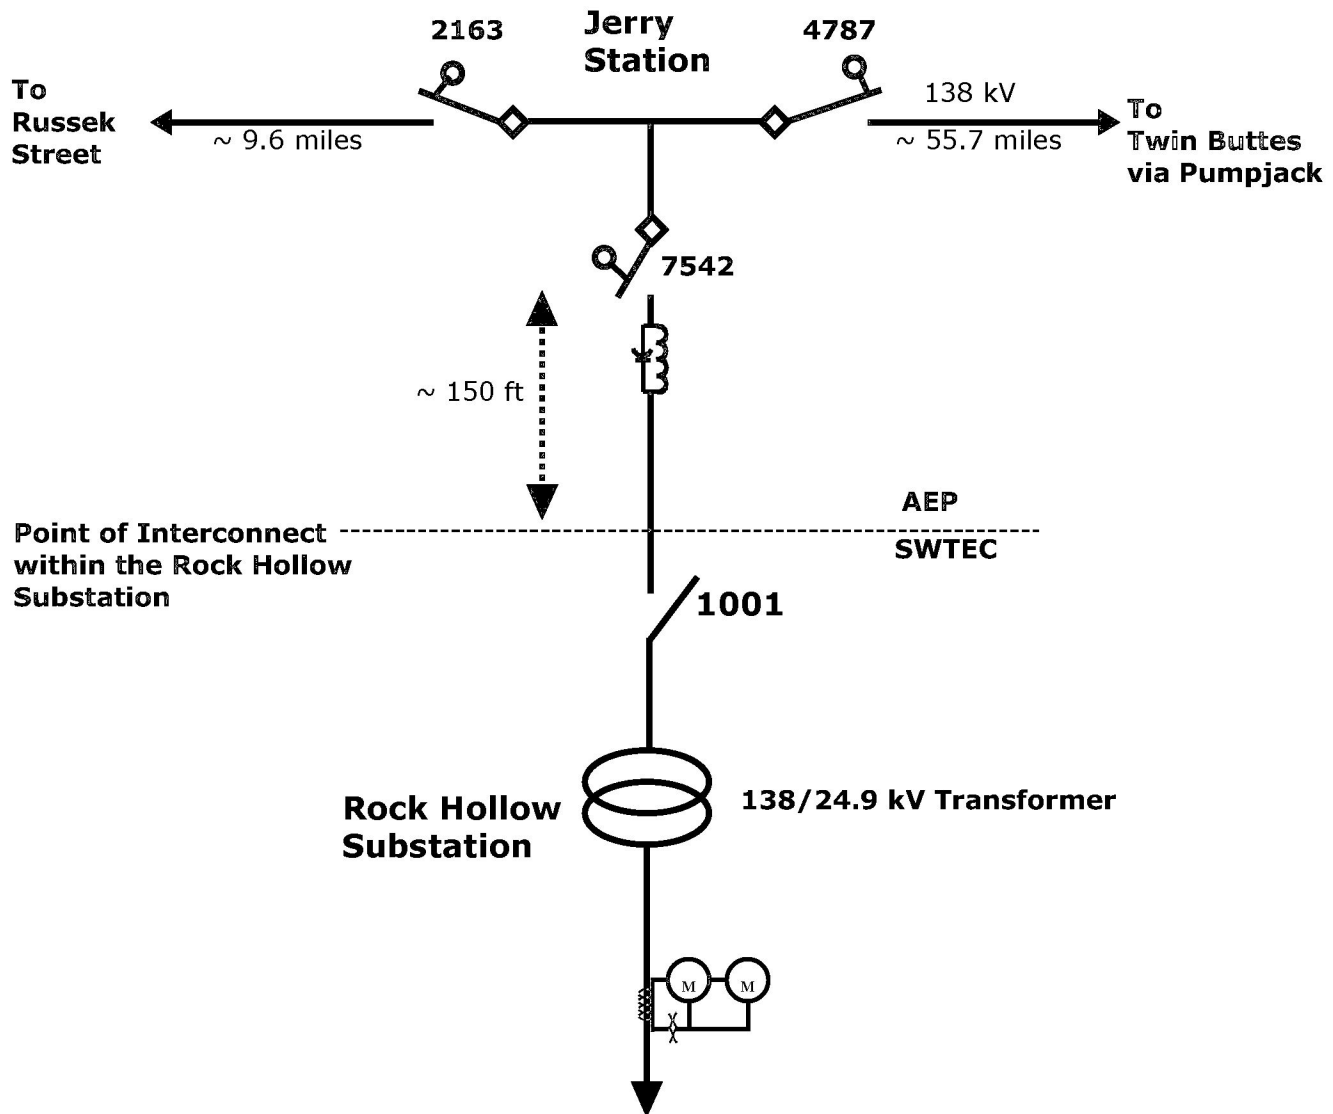 2163
Jerry
Station
4787
To
Russek
Street
~ 9.6 miles
138 kV
~ 55.7 miles
To
Twin Buttes
via Pumpjack
7542
~ 150 ft
AEP
Point of Interconnect
within the Rock Hollow
Substation
SWTEC
1001
Rock Hollow
Substation
138/24.9 kV Transformer
M M